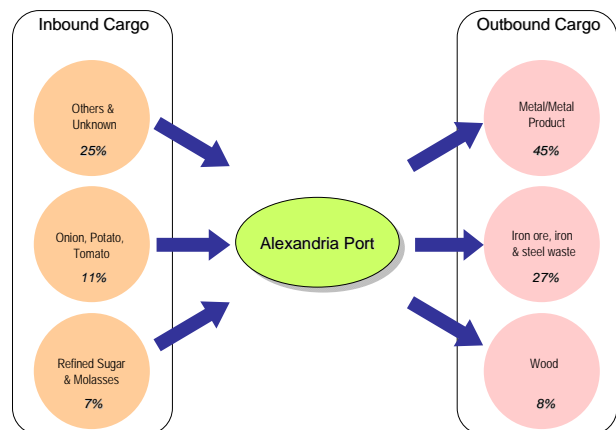 Inbound Cargo
Others &
Unknown
25%
Onion, Potato,
Tomato
11%
Refined Sugar
& Molasses
7%
Alexandria Port
Outbound Cargo
Metal/Metal
Product
45%
Iron ore, iron
& steel waste
27%
Wood
8%